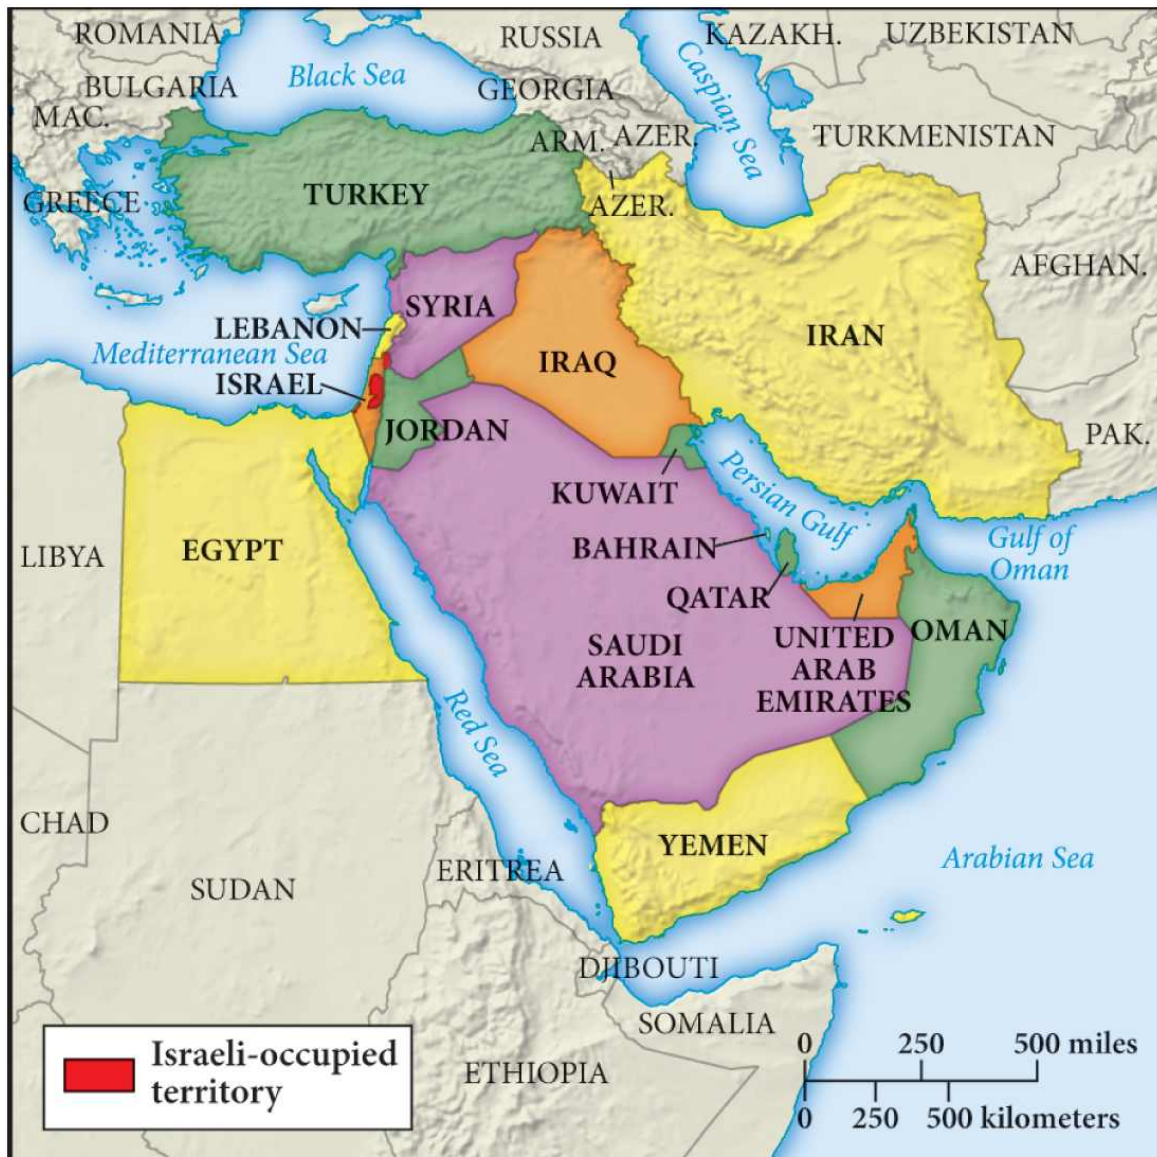 ROMANIA
RUSSIA
KAZAKH.
UZBEKISTAN
Black Sea
Caspian Sea
BULGARIA
GEORGIA
MAC.
ARM.
AZER.
TURKMENISTAN
TURKEY
GREECE
AZER.
AFGHAN.
SYRIA
LEBANON
IRAN
Mediterranean Sea
IRAQ
ISRAEL
JORDAN
PAK.
Persian Gulf
KUWAIT
EGYPT
BAHRAIN
Gulf of
Oman
LIBYA
QATAR
SAUDI
ARABIA
UNITED
ARAB
EMIRATES
OMAN
Red Sea
CHAD
YEMEN
ERITREA
Arabian Sea
SUDAN
DJIBOUTI
SOMALIA
ETHIOPIA
Israeli-occupied
territory
0 250 500 miles
0 250 500 kilometers